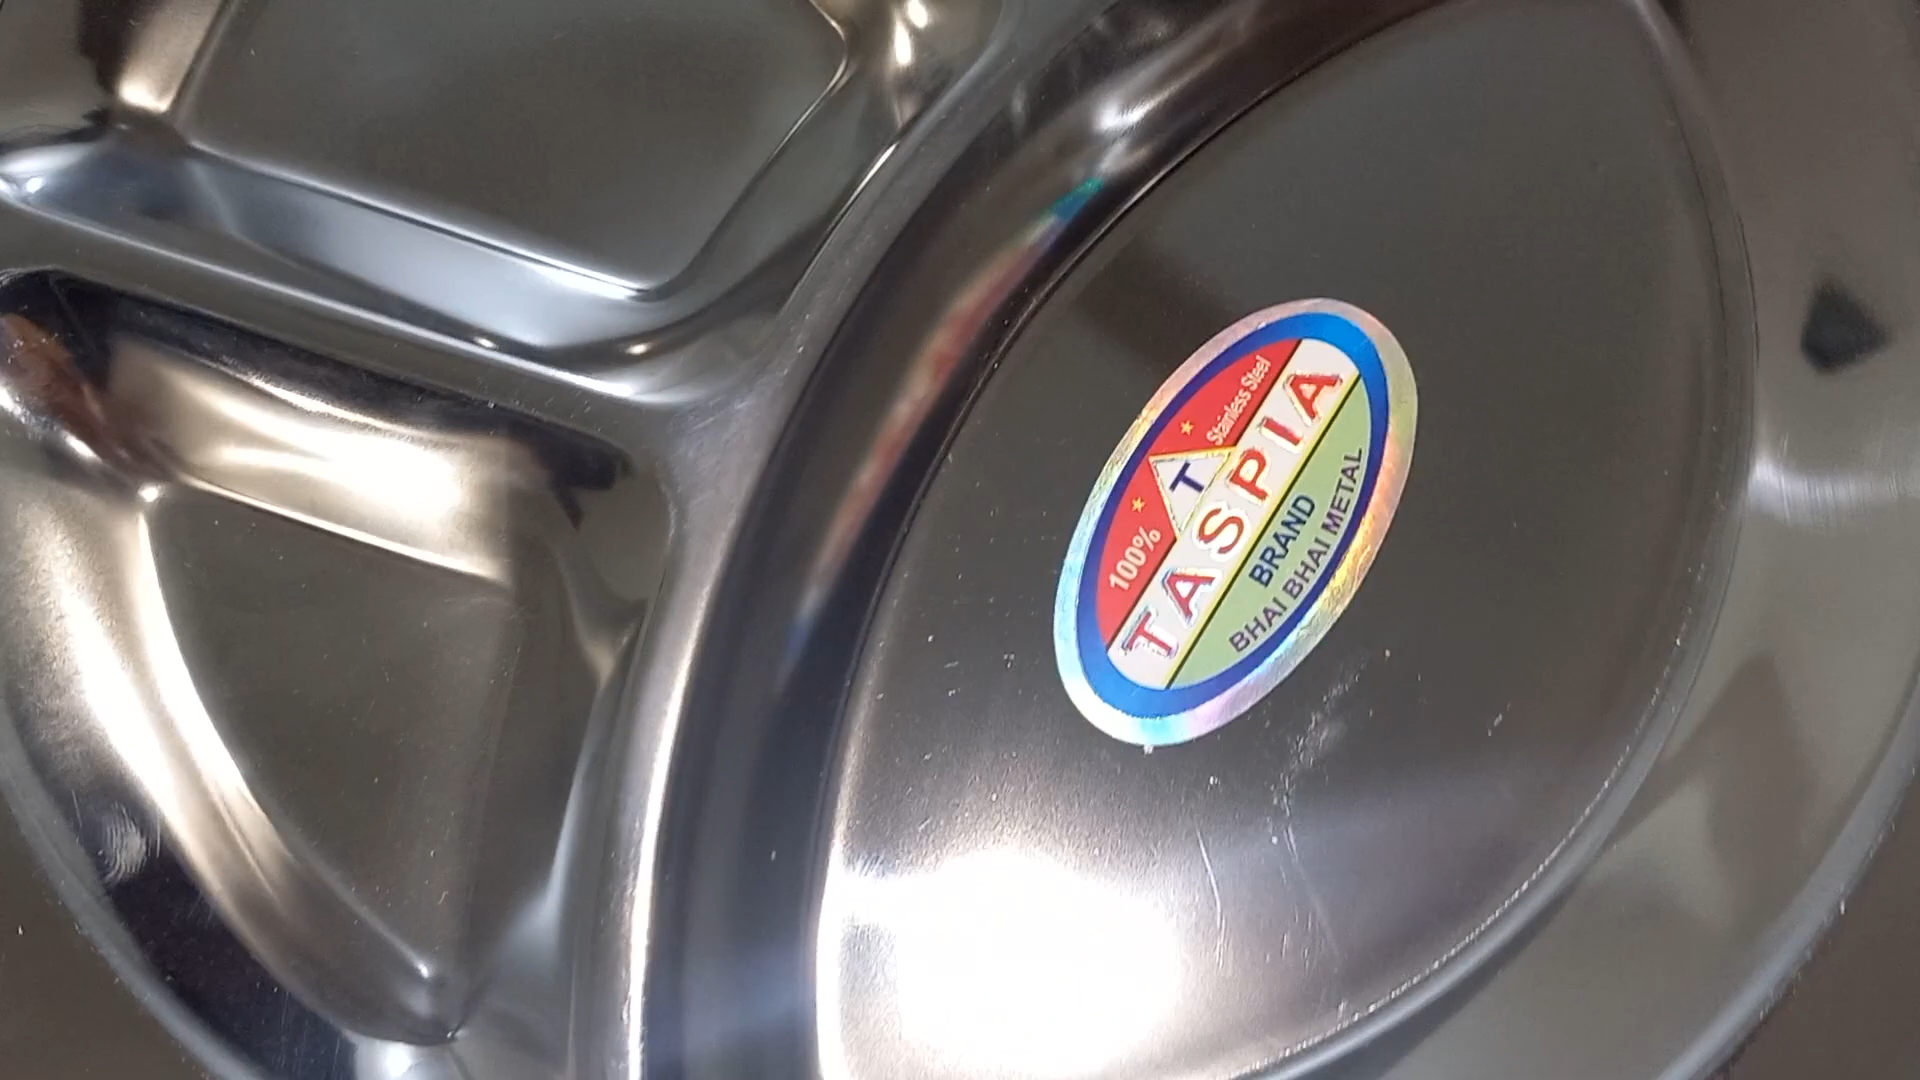 100% ★ ★ Stainless Steel
T
TASPIA
BRAND
BHAI BHAI METAL